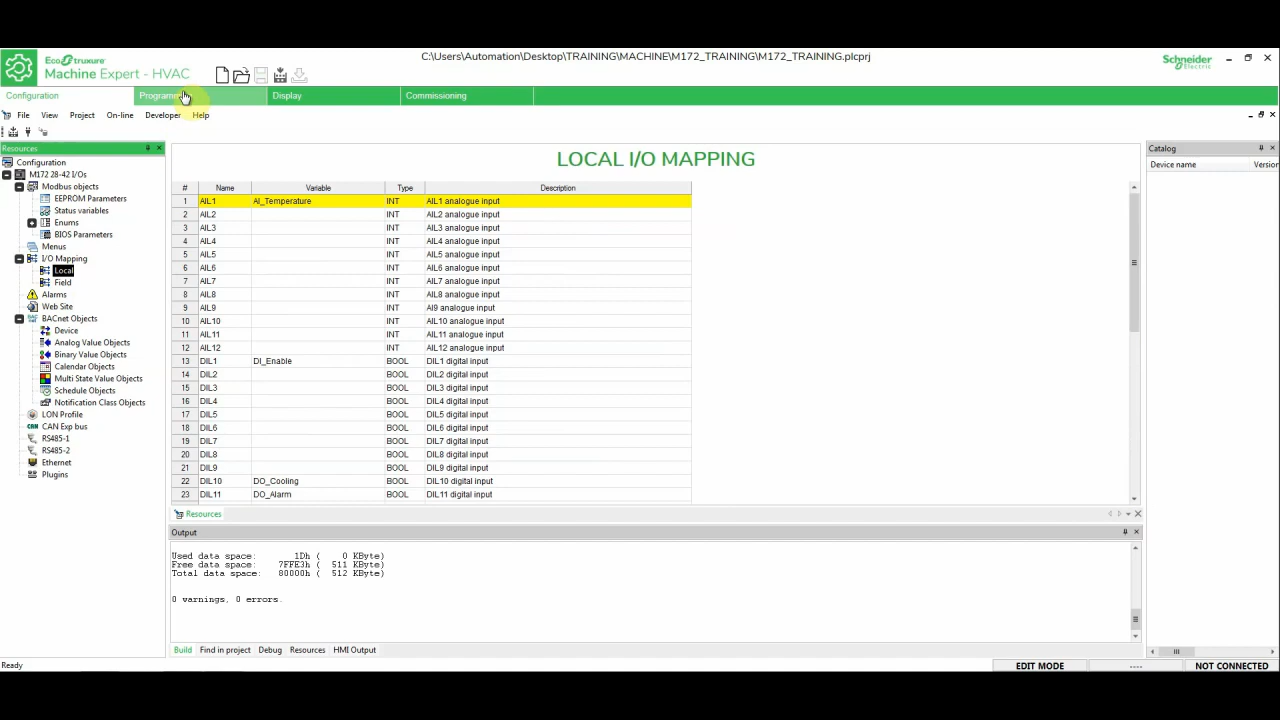 C:\Users\Automation\Desktop\TRAINING\MACHINE\M172_TRAINING\M172_TRAINING.plcprj
EcoStruxure
Machine Expert - HVAC
Schneider Electric
Configuration Display Commissioning
File View Project On-line Developer Help
Resources
Configuration
M172 28-42 I/Os
Modbus objects
EEPROM Parameters
Status variables
Enums
BIOS Parameters
Menus
I/O Mapping
Local
Field
Alarms
Web Site
BACnet Objects
Device
Analog Value Objects
Binary Value Objects
Calendar Objects
Multi State Value Objects
Schedule Objects
Notification Class Objects
LON Profile
CAN CAN Exp bus
RS485-1
RS485-2
Ethernet
Plugins
LOCAL I/O MAPPING
# Name Variable Type Description
1 AIL1 AI_Temperature INT AIL1 analogue input
2 AIL2 INT AIL2 analogue input
3 AIL3 INT AIL3 analogue input
4 AIL4 INT AIL4 analogue input
5 AIL5 INT AIL5 analogue input
6 AIL6 INT AIL6 analogue input
7 AIL7 INT AIL7 analogue input
8 AIL8 INT AIL8 analogue input
9 AIL9 INT AI9 analogue input
10 AIL10 INT AIL10 analogue input
11 AIL11 INT AIL11 analogue input
12 AIL12 INT AIL12 analogue input
13 DIL1 DI_Enable BOOL DIL1 digital input
14 DIL2 BOOL DIL2 digital input
15 DIL3 BOOL DIL3 digital input
16 DIL4 BOOL DIL4 digital input
17 DIL5 BOOL DIL5 digital input
18 DIL6 BOOL DIL6 digital input
19 DIL7 BOOL DIL7 digital input
20 DIL8 BOOL DIL8 digital input
21 DIL9 BOOL DIL9 digital input
22 DIL10 DO_Cooling BOOL DIL10 digital input
23 DIL11 DO_Alarm BOOL DIL11 digital input
Resources
Catalog
Device name Version
Output
Used data space: 1Dh ( 0 KByte)
Free data space: 7FFE3h ( 511 KByte)
Total data space: 80000h ( 512 KByte)
0 warnings, 0 errors.
Build Find in project Debug Resources HMI Output
Ready EDIT MODE ---- NOT CONNECTED